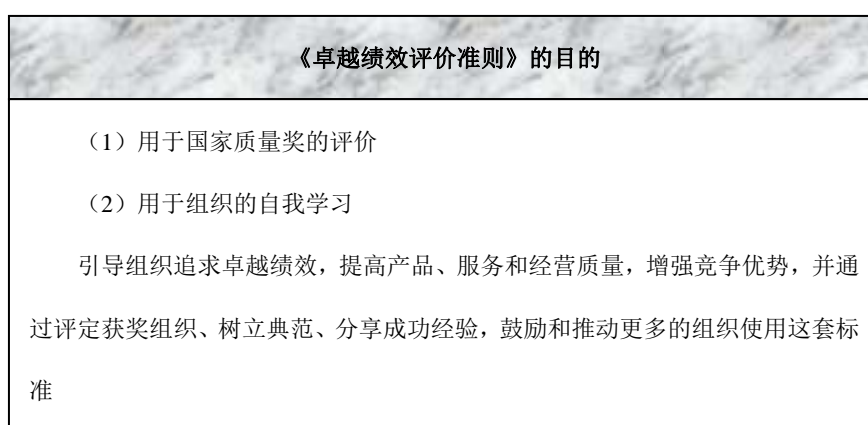 《卓越绩效评价准则》的目的
（1）用于国家质量奖的评价
（2）用于组织的自我学习
引导组织追求卓越绩效，提高产品、服务和经营质量，增强竞争优势，并通
过评定获奖组织、树立典范、分享成功经验，鼓励和推动更多的组织使用这套标
准